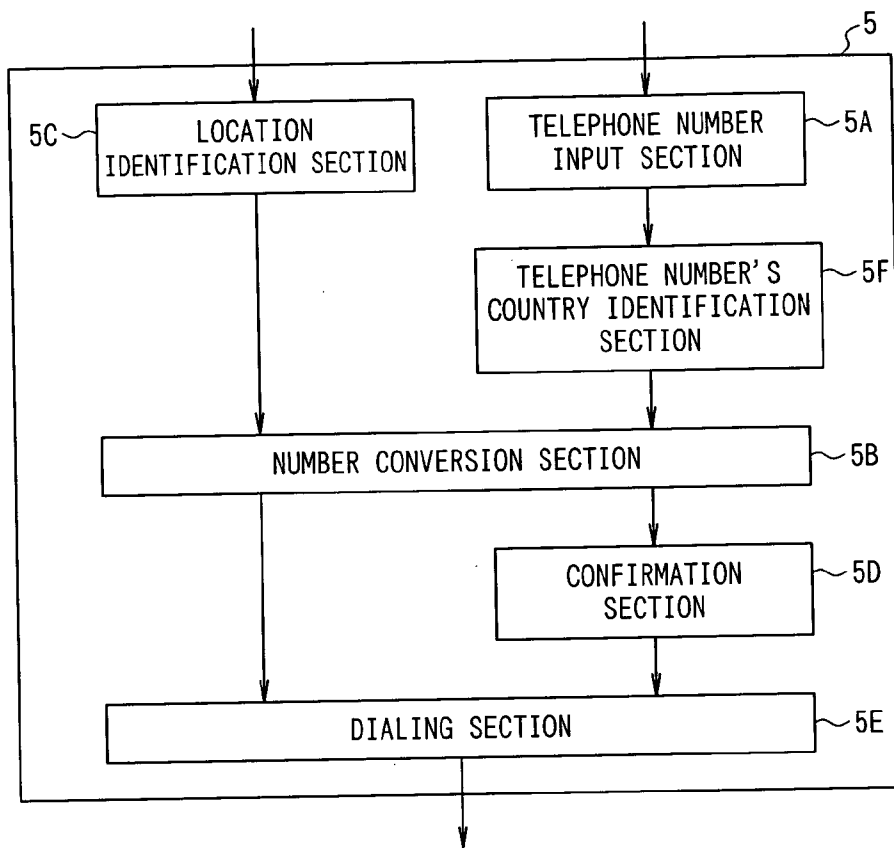 5
5C
LOCATION
IDENTIFICATION SECTION
TELEPHONE NUMBER
INPUT SECTION
5A
TELEPHONE NUMBER'S
COUNTRY IDENTIFICATION
SECTION
5F
NUMBER CONVERSION SECTION
5B
CONFIRMATION
SECTION
5D
DIALING SECTION
5E